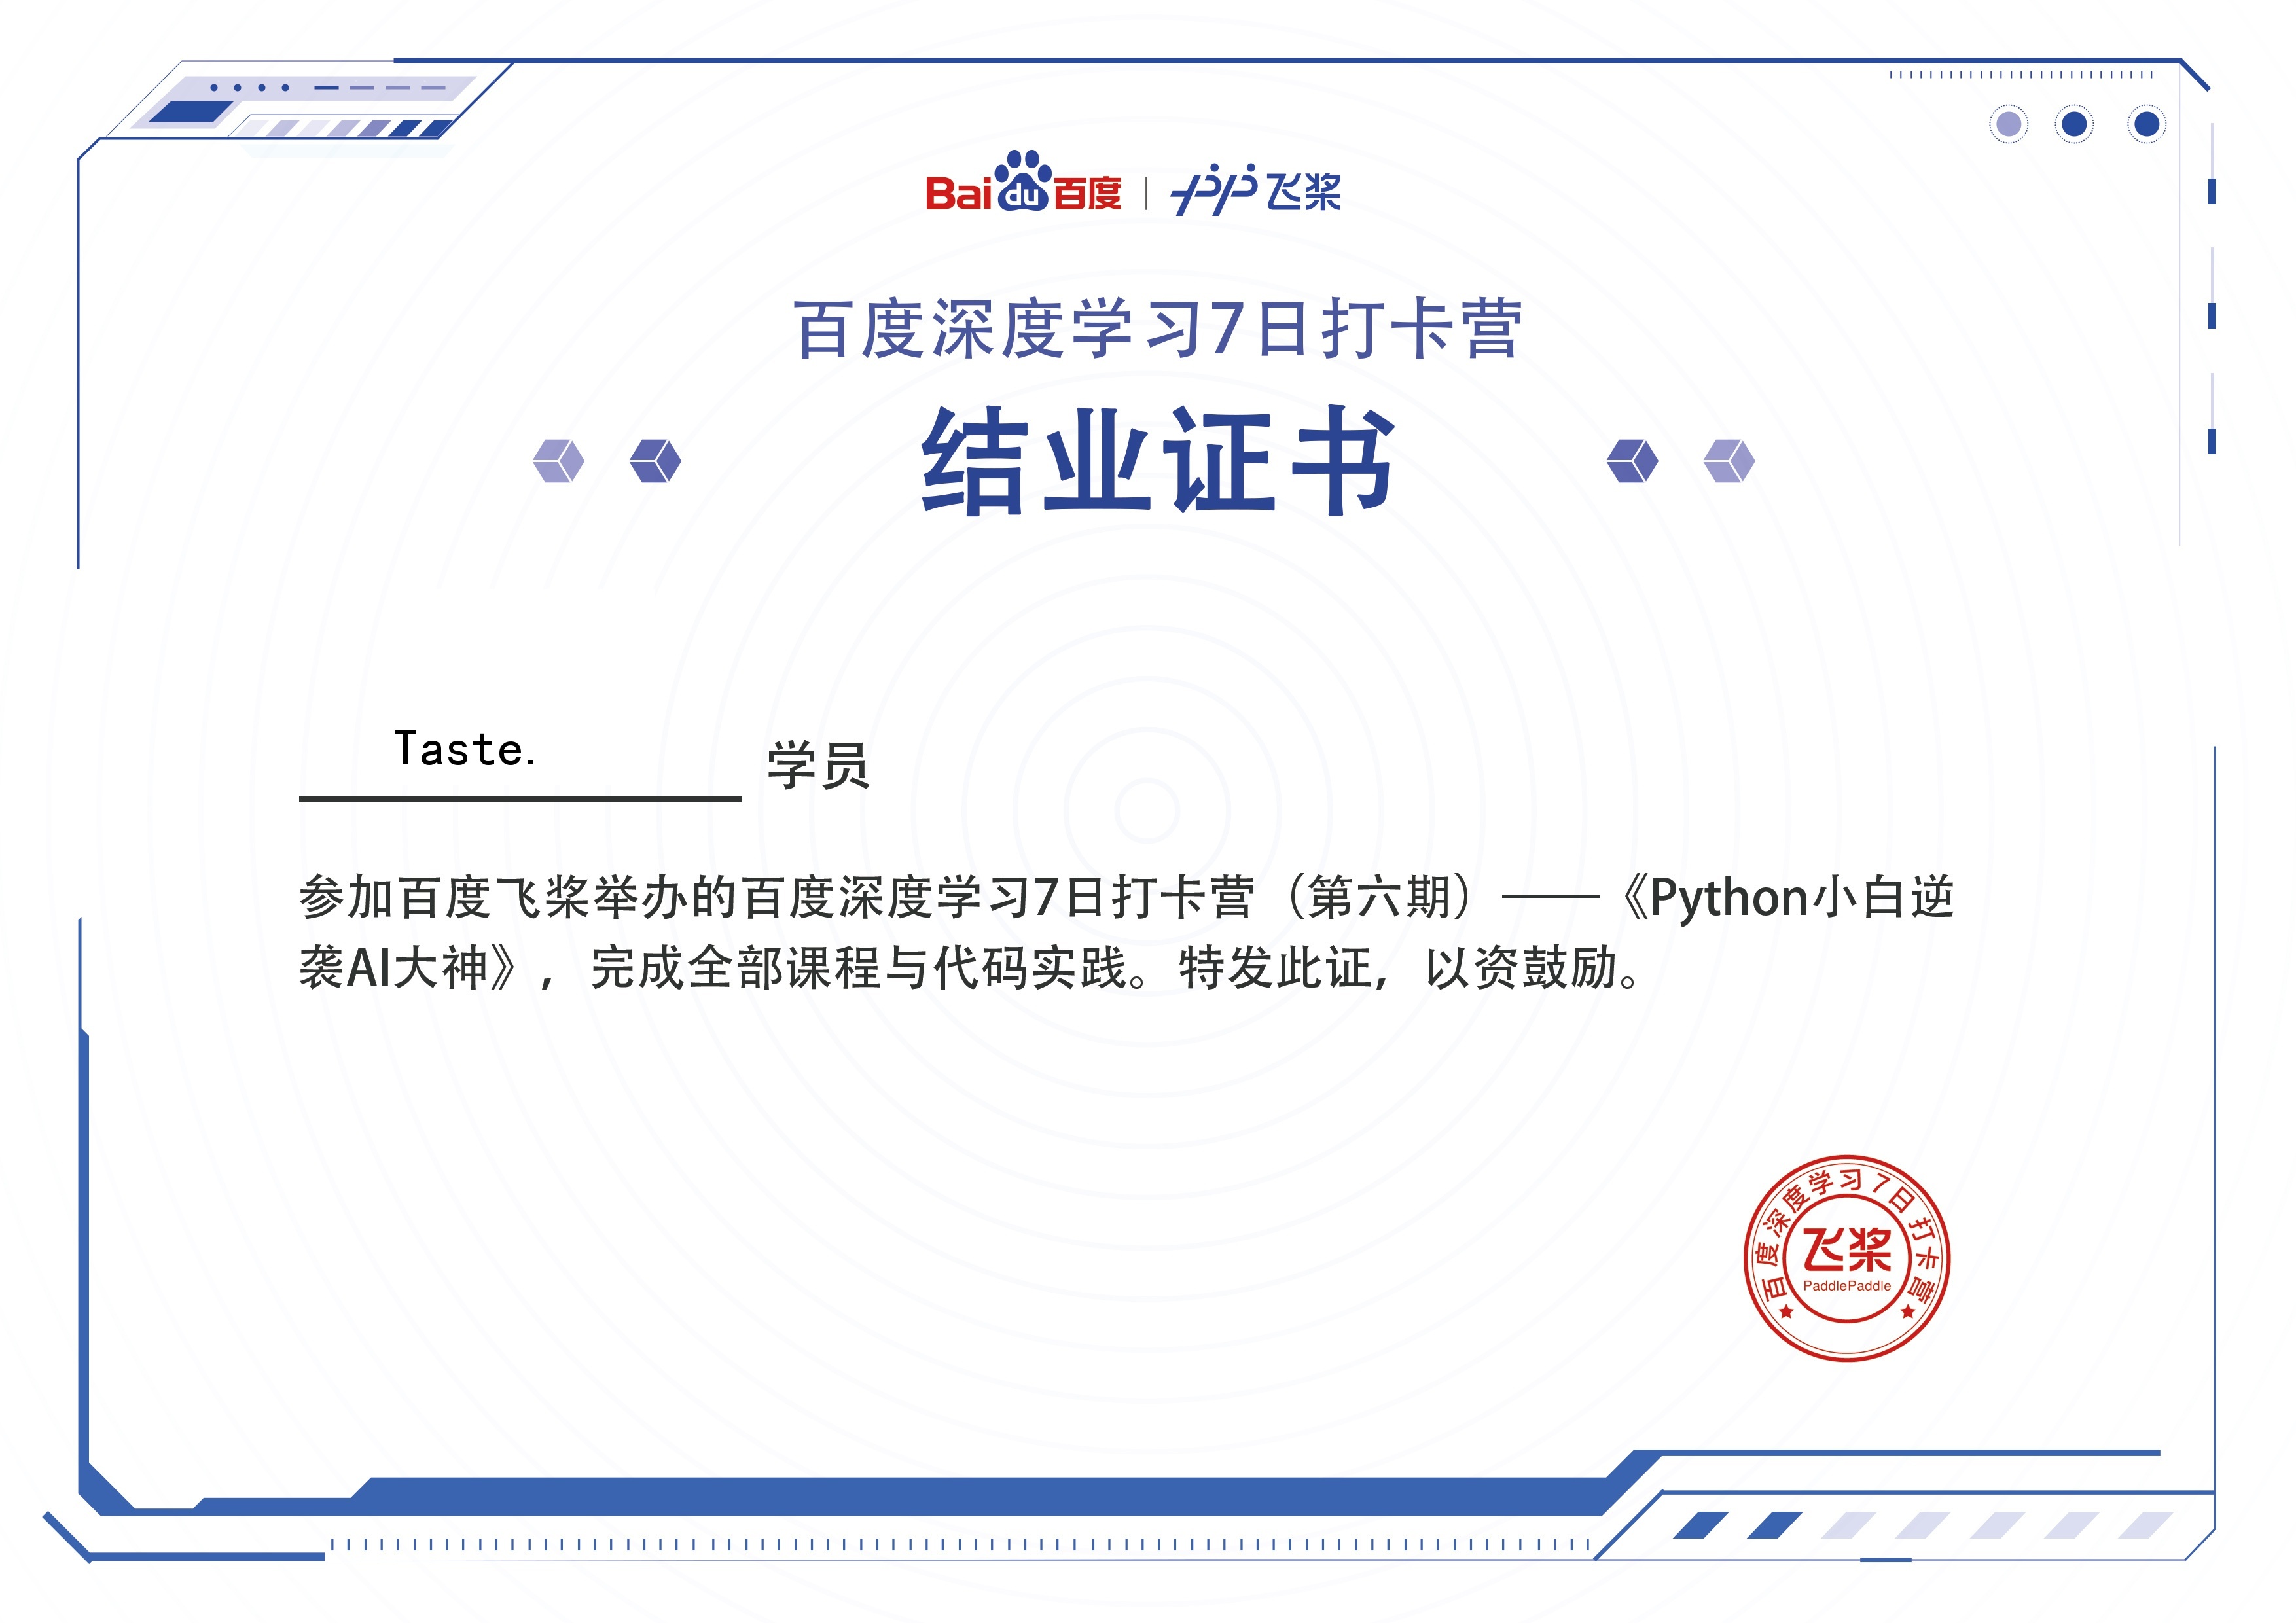 Bai du 百度 | 飞桨
百度深度学习7日打卡营
结业证书
Taste. 学员
参加百度飞桨举办的百度深度学习7日打卡营（第六期）——《Python小白逆
袭AI大神》，完成全部课程与代码实践。特发此证，以资鼓励。
百度深度学习7日打卡营
飞桨
PaddlePaddle